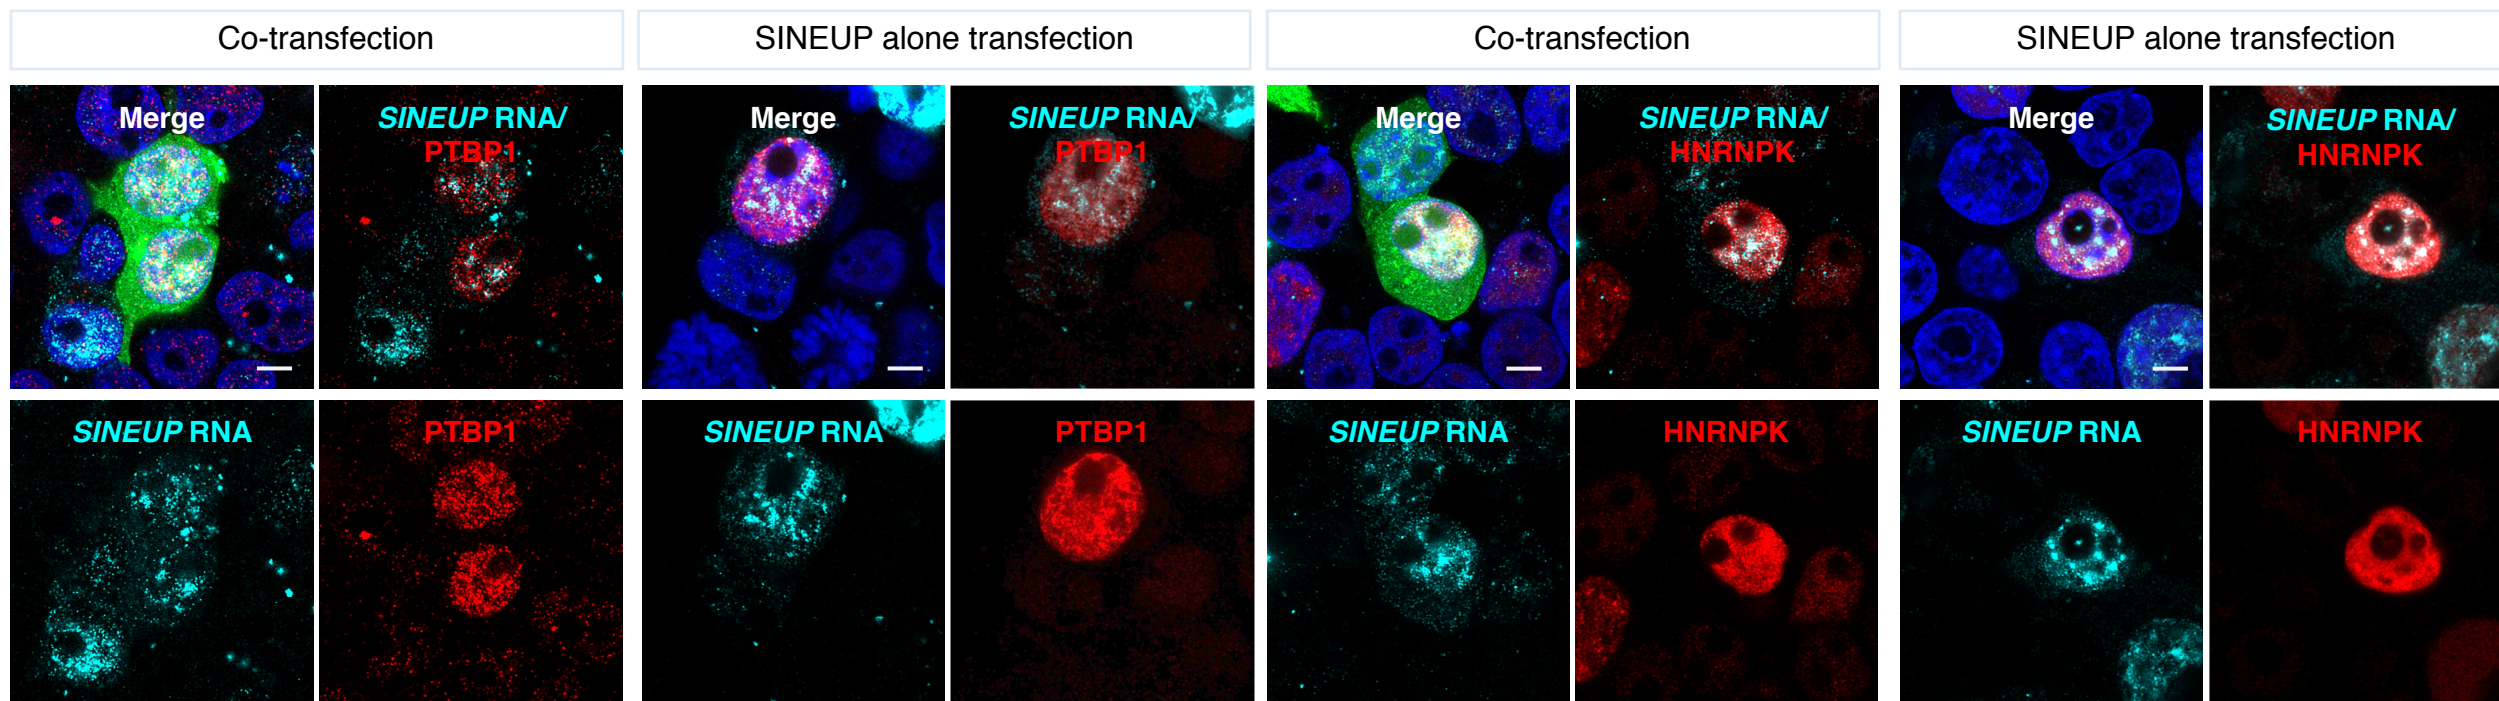 Co-transfection
SINEUP alone transfection
Co-transfection
SINEUP alone transfection
Merge
SINEUP RNA/
PTBP1
Merge
SINEUP RNA/
PTBP1
Merge
SINEUP RNA/
HNRNPK
Merge
SINEUP RNA/
HNRNPK
SINEUP RNA
PTBP1
SINEUP RNA
PTBP1
SINEUP RNA
HNRNPK
SINEUP RNA
HNRNPK